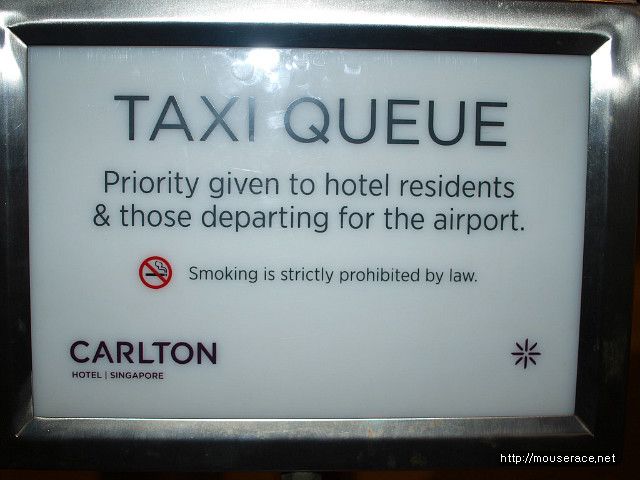 TAXI QUEUE
Priority given to hotel residents
& those departing for the airport.
Smoking is strictly prohibited by law.
CARLTON
HOTEL | SINGAPORE
http://mouserace.net